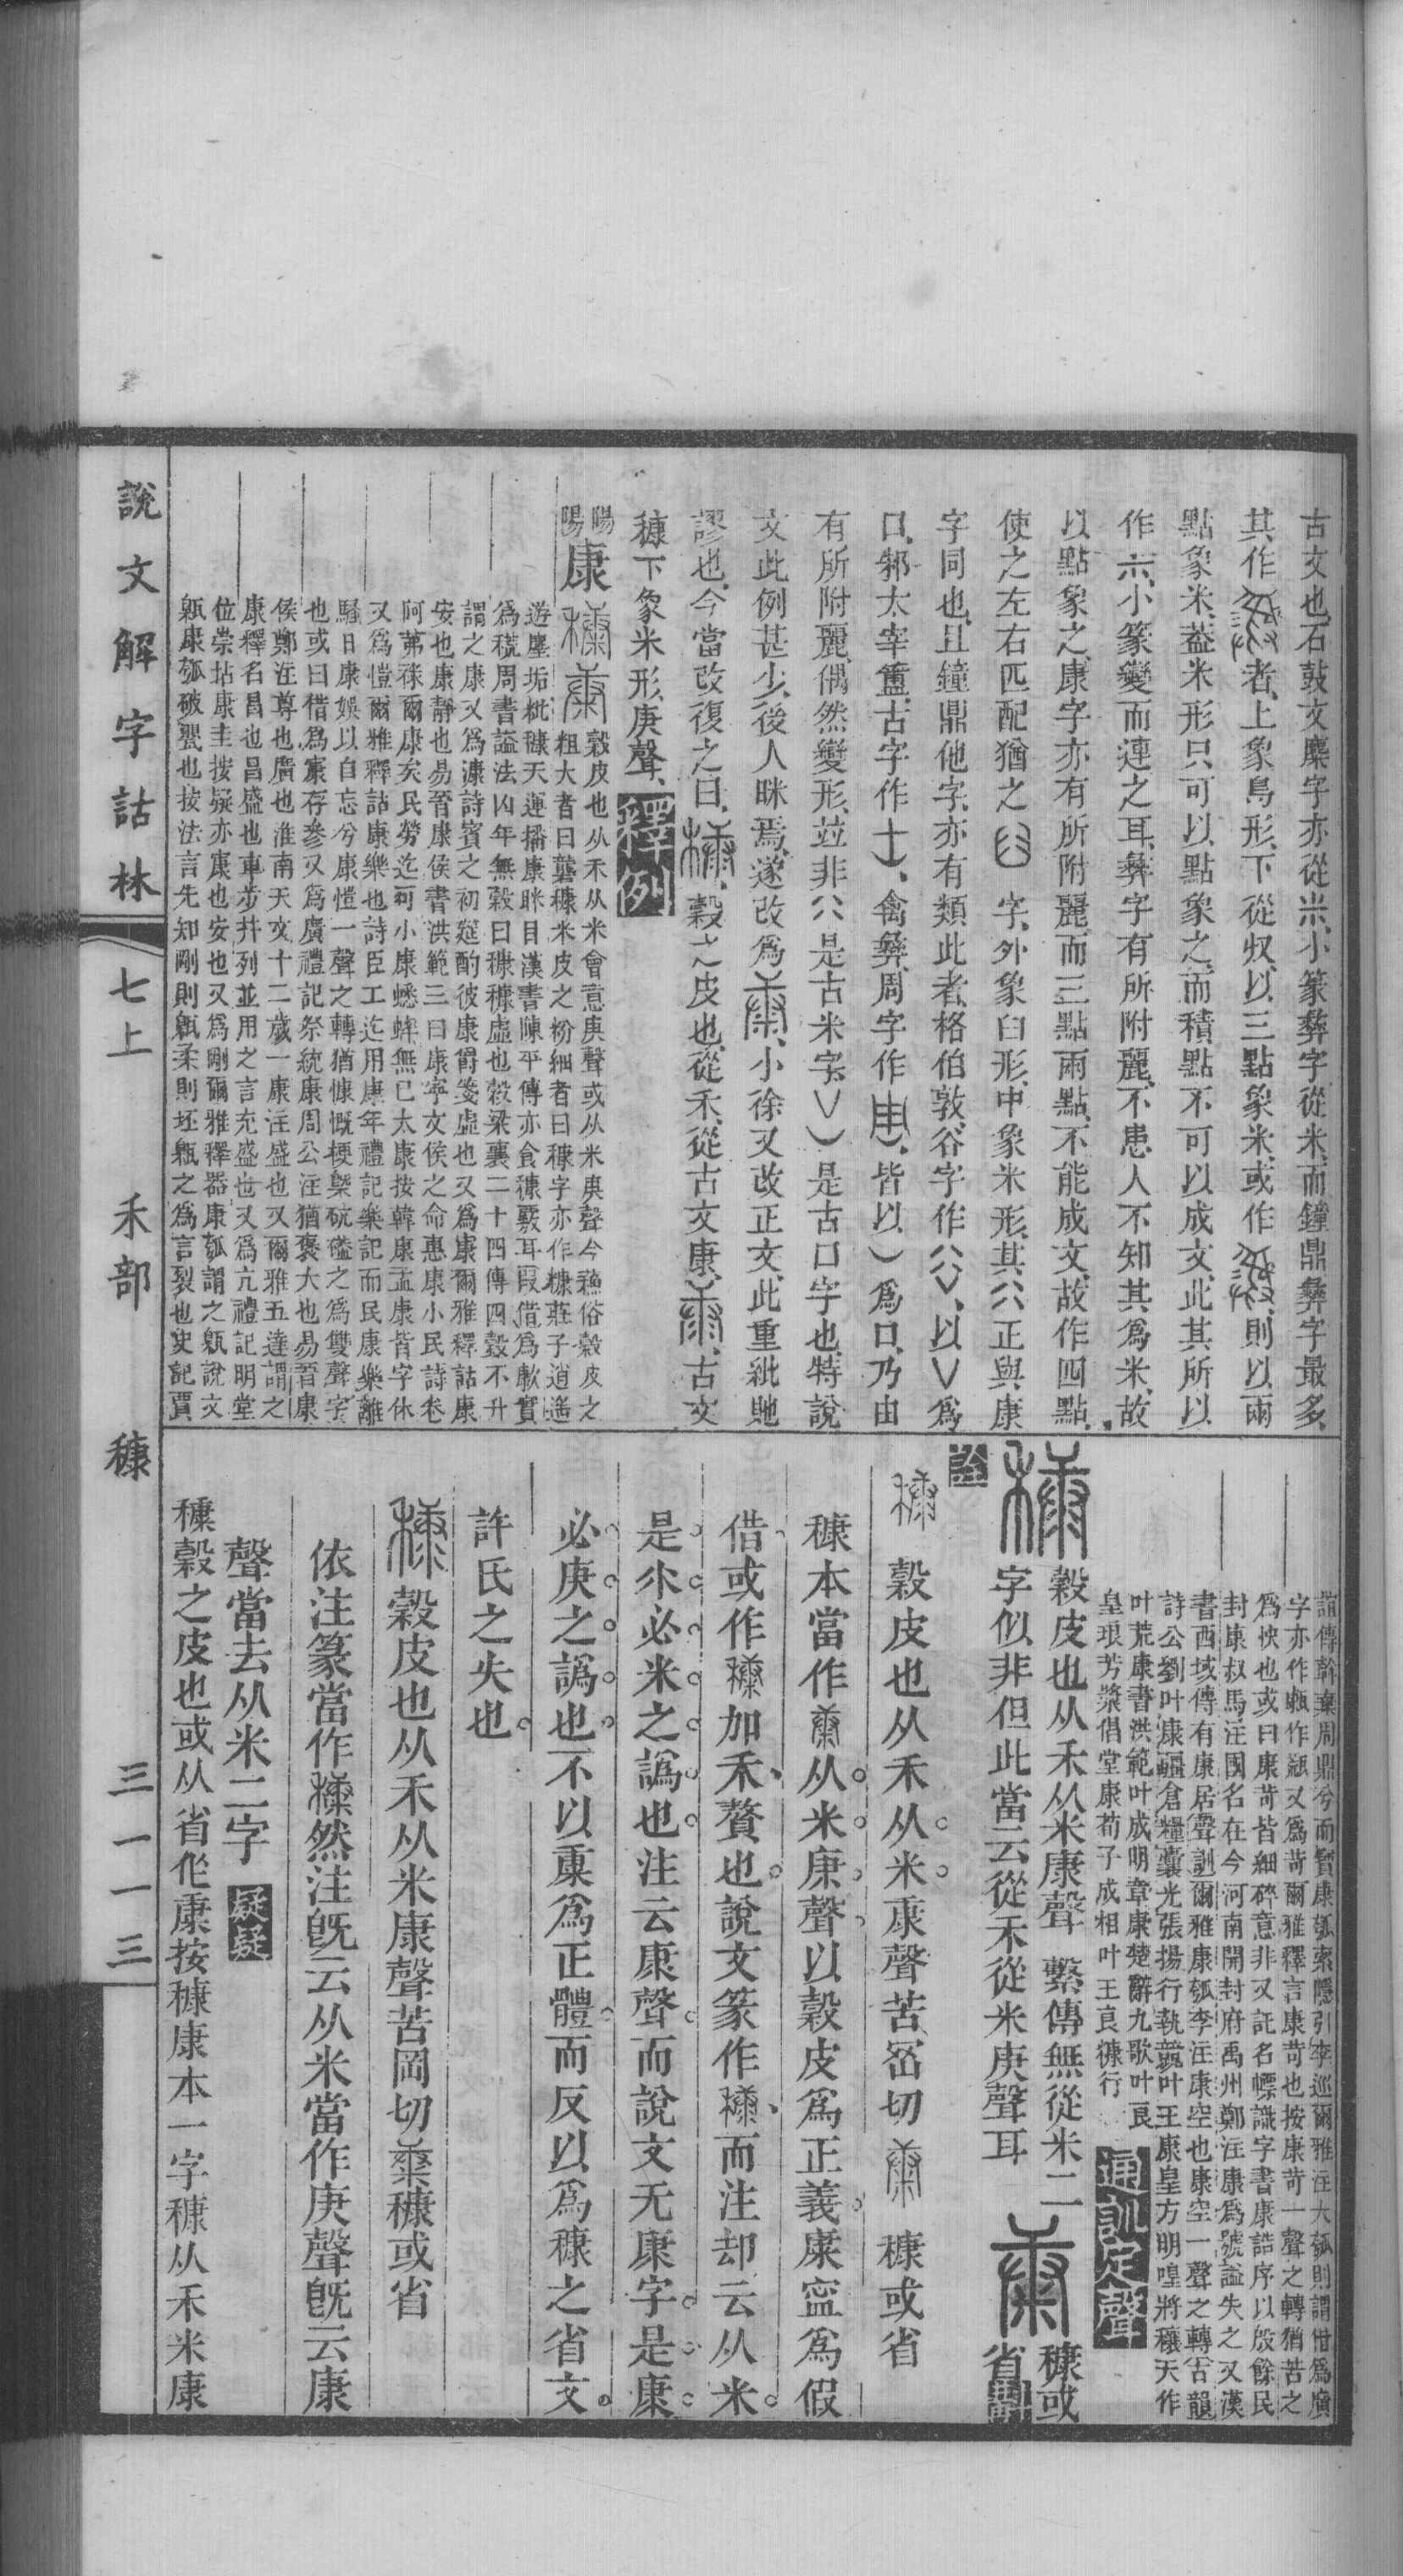 古文也、石鼓文麋字亦從米、小篆彝字從米、而鐘鼎彝字最多、
其作者、上象鳥形、下從収、以三點象米、或作、則以兩
點象米、葢米形只可以點象之、而積點不可以成文、此其所以
作、小篆變而連之耳、彝字有所附麗、不患人不知其爲米、故
以點象之、康字亦有所附麗、而三點兩點、不能成文、故作四點、
使之左右匹配、猶之字、外象臼形、中象米形、其正與康
字同也、且鐘鼎他字、亦有類此者、格伯敦、谷字作、以爲
口、邾太宰簠、古字作、禽彝、周字作、皆以爲口、乃由
有所附麗、偶然變形、竝非是古米字、是古口字也、特說
文此例甚少、後人眯焉、遂改爲、小徐又改正文、此重紕貤
謬也、今當改復之曰、穀之皮也、從禾、從古文康、古文
穅下、象米形、庚聲、釋例
陽陽康穀皮也从禾从米會意庚聲或从米庚聲今蘓俗穀皮之
粗大者曰礱穅米皮之粉細者曰穅字亦作糠莊子逍遙
遊塵垢粃穅天運播康眯目漢書陳平傳亦食穅覈耳叚借爲㱂實
爲㡆周書謚法凶年無穀曰穅穅虛也穀梁襄二十四傳四穀不升
謂之康又爲漮詩賓之初筵酌彼康爵箋虛也又爲康爾雅釋詁康
安也康靜也易晉康侯書洪範三曰康寧文侯之命惠康小民詩卷
阿茀祿爾康矣民勞迄可小康蟋蟀無已太康按韓康孟康皆字休
又爲愷爾雅釋詁康樂也詩臣工迄用康年禮記樂記而民康樂離
騷日康娛以自忘兮康愷一聲之轉猶慷慨梗槩硫磕之爲雙聲字
也或曰借爲存參又爲廣禮記祭統康周公注猶褒大也易晉康
侯鄭注尊也廣也淮南天文十二歲一康注盛也又爾雅五達謂之
康釋名昌也昌盛也車步并列並用之言充盛也又爲亢禮記明堂
位崇坫康圭按疑亦康也安也又爲剛爾雅釋器康瓠謂之甈說文
甈康瓠破罌也按法言先知剛則甈柔則坯甈之爲言裂也史記賈
誼傳斡棄周鼎兮而寶康瓠索隱引李巡爾雅注大瓠則謂㽃爲康
字亦作甈作又爲苛爾雅釋言康苛也按康苛一聲之轉猶苦之
爲怏也或曰康苛皆細碎意非又託名幖識字書康誥序以殷餘民
封康叔馬注國名在今河南開封府禹州鄭注康爲號謚失之又漢
書西域傳有康居聲訓爾雅康瓠李注康空也康空一聲之轉古韻
詩公劉叶康疆倉糧囊光張揚行執競叶王康皇方明喤將穰天作
叶荒康書洪範叶成明章康楚辭九歌叶良
皇琅芳漿倡堂康荀子成相叶王良穅行 通訓定聲
穀皮也从禾从米康聲 繫傳無從米二
字似非但此當云從禾從米庚聲耳
穅或
省
詮
穀皮也从禾从米康聲苦岡切 穅或省
穅本當作从米庚聲以穀皮爲正義康寍爲假
借或作加禾贅也說文篆作而注却云从米
是尒必米之譌也注云康聲而說文无康字是康
必庚之譌也不以康爲正體而反以爲穅之省文
許氏之失也
穀皮也从禾从米康聲苦岡切穅或省
依注篆當作然注旣云从米當作庚聲旣云康
聲當去从米二字 疑疑
穅穀之皮也或从省作康按穅康本一字穅从禾米康
說文解字詁林 七上 禾部 穅 三一一三